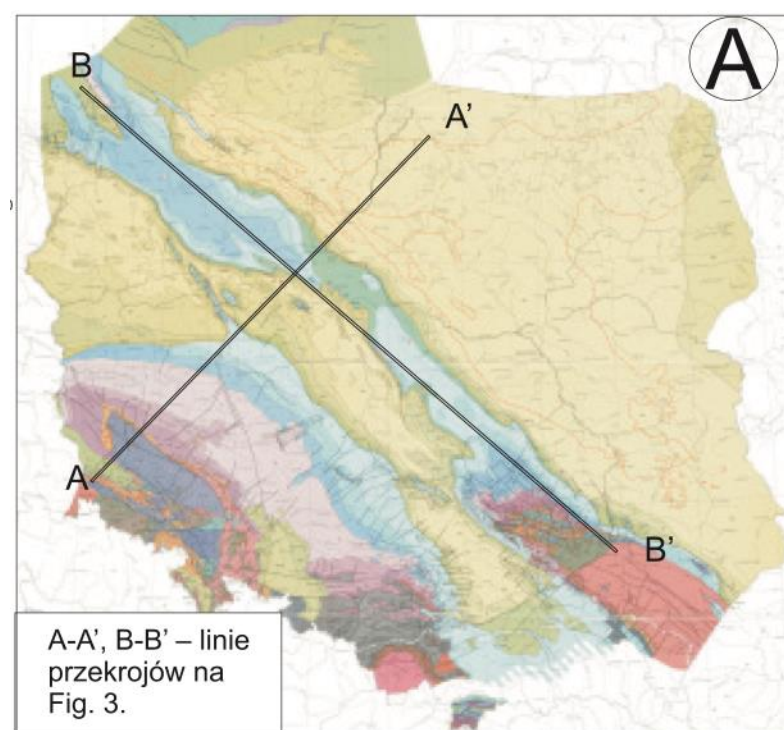 A
B
A'
A
B'
A-A', B-B' – linie
przekrojów na
Fig. 3.